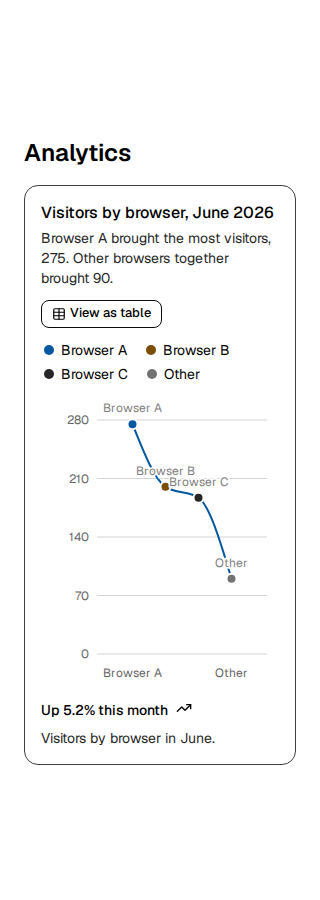 Analytics
Visitors by browser, June 2026
Browser A brought the most visitors,
275. Other browsers together
brought 90.
View as table
Browser A
Browser B
Browser C
Other
Browser A
280
Browser B
210
Browser C
140
Other
70
0
Browser A
Other
Up 5.2% this month
Visitors by browser in June.